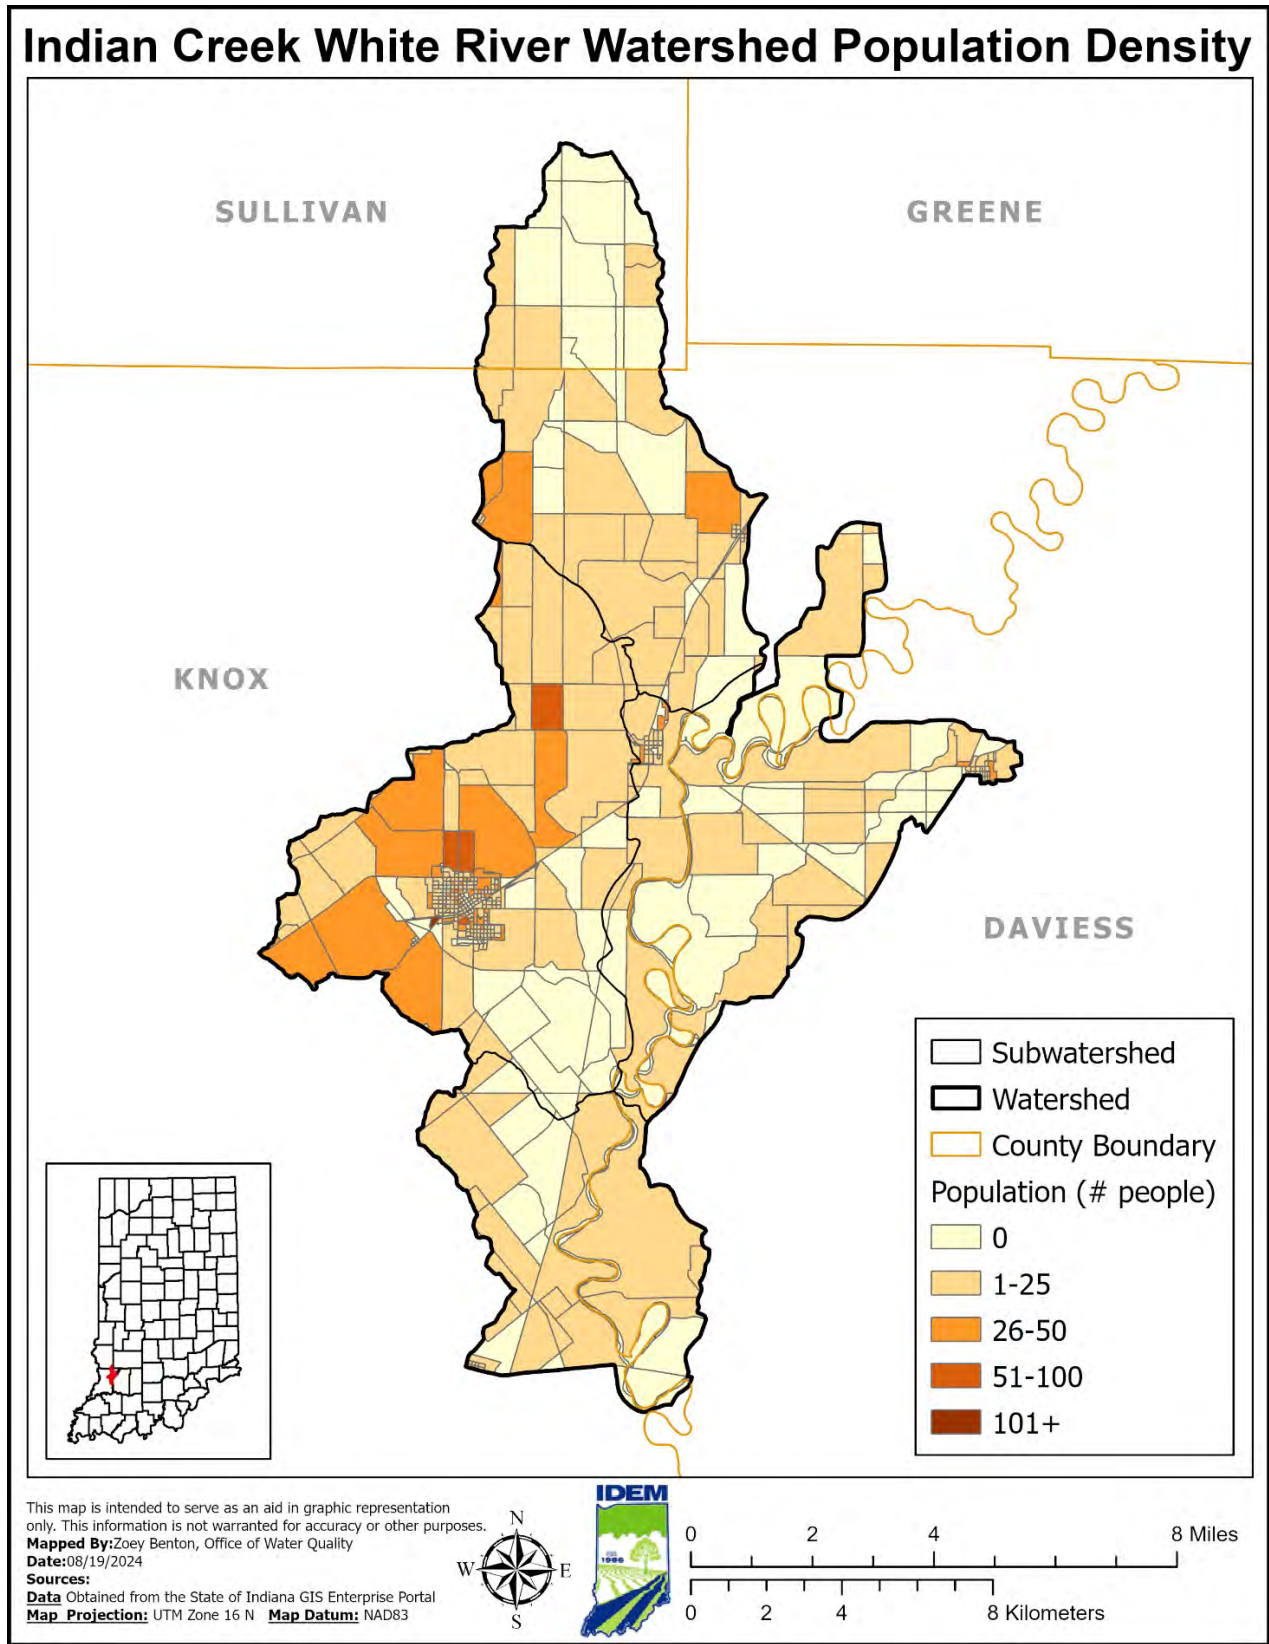 Indian Creek White River Watershed Population Density
SULLIVAN
GREENE
KNOX
DAVIESS
Subwatershed
Watershed
County Boundary
Population (# people)
0
1-25
26-50
51-100
101+
This map is intended to serve as an aid in graphic representation
only. This information is not warranted for accuracy or other purposes.
Mapped By:Zoey Benton, Office of Water Quality
Date:08/19/2024
Sources:
Data Obtained from the State of Indiana GIS Enterprise Portal
Map Projection: UTM Zone 16 N Map Datum: NAD83
N
W E
S
IDEM
1986
0 2 4 8 Miles
0 2 4 8 Kilometers